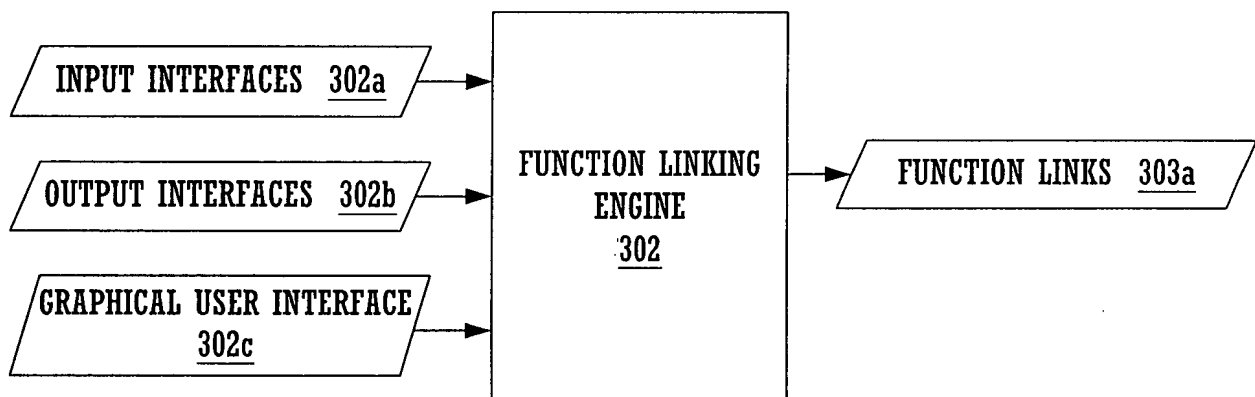 INPUT INTERFACES 302a
OUTPUT INTERFACES 302b
GRAPHICAL USER INTERFACE
302c
FUNCTION LINKING
ENGINE
302
FUNCTION LINKS 303a